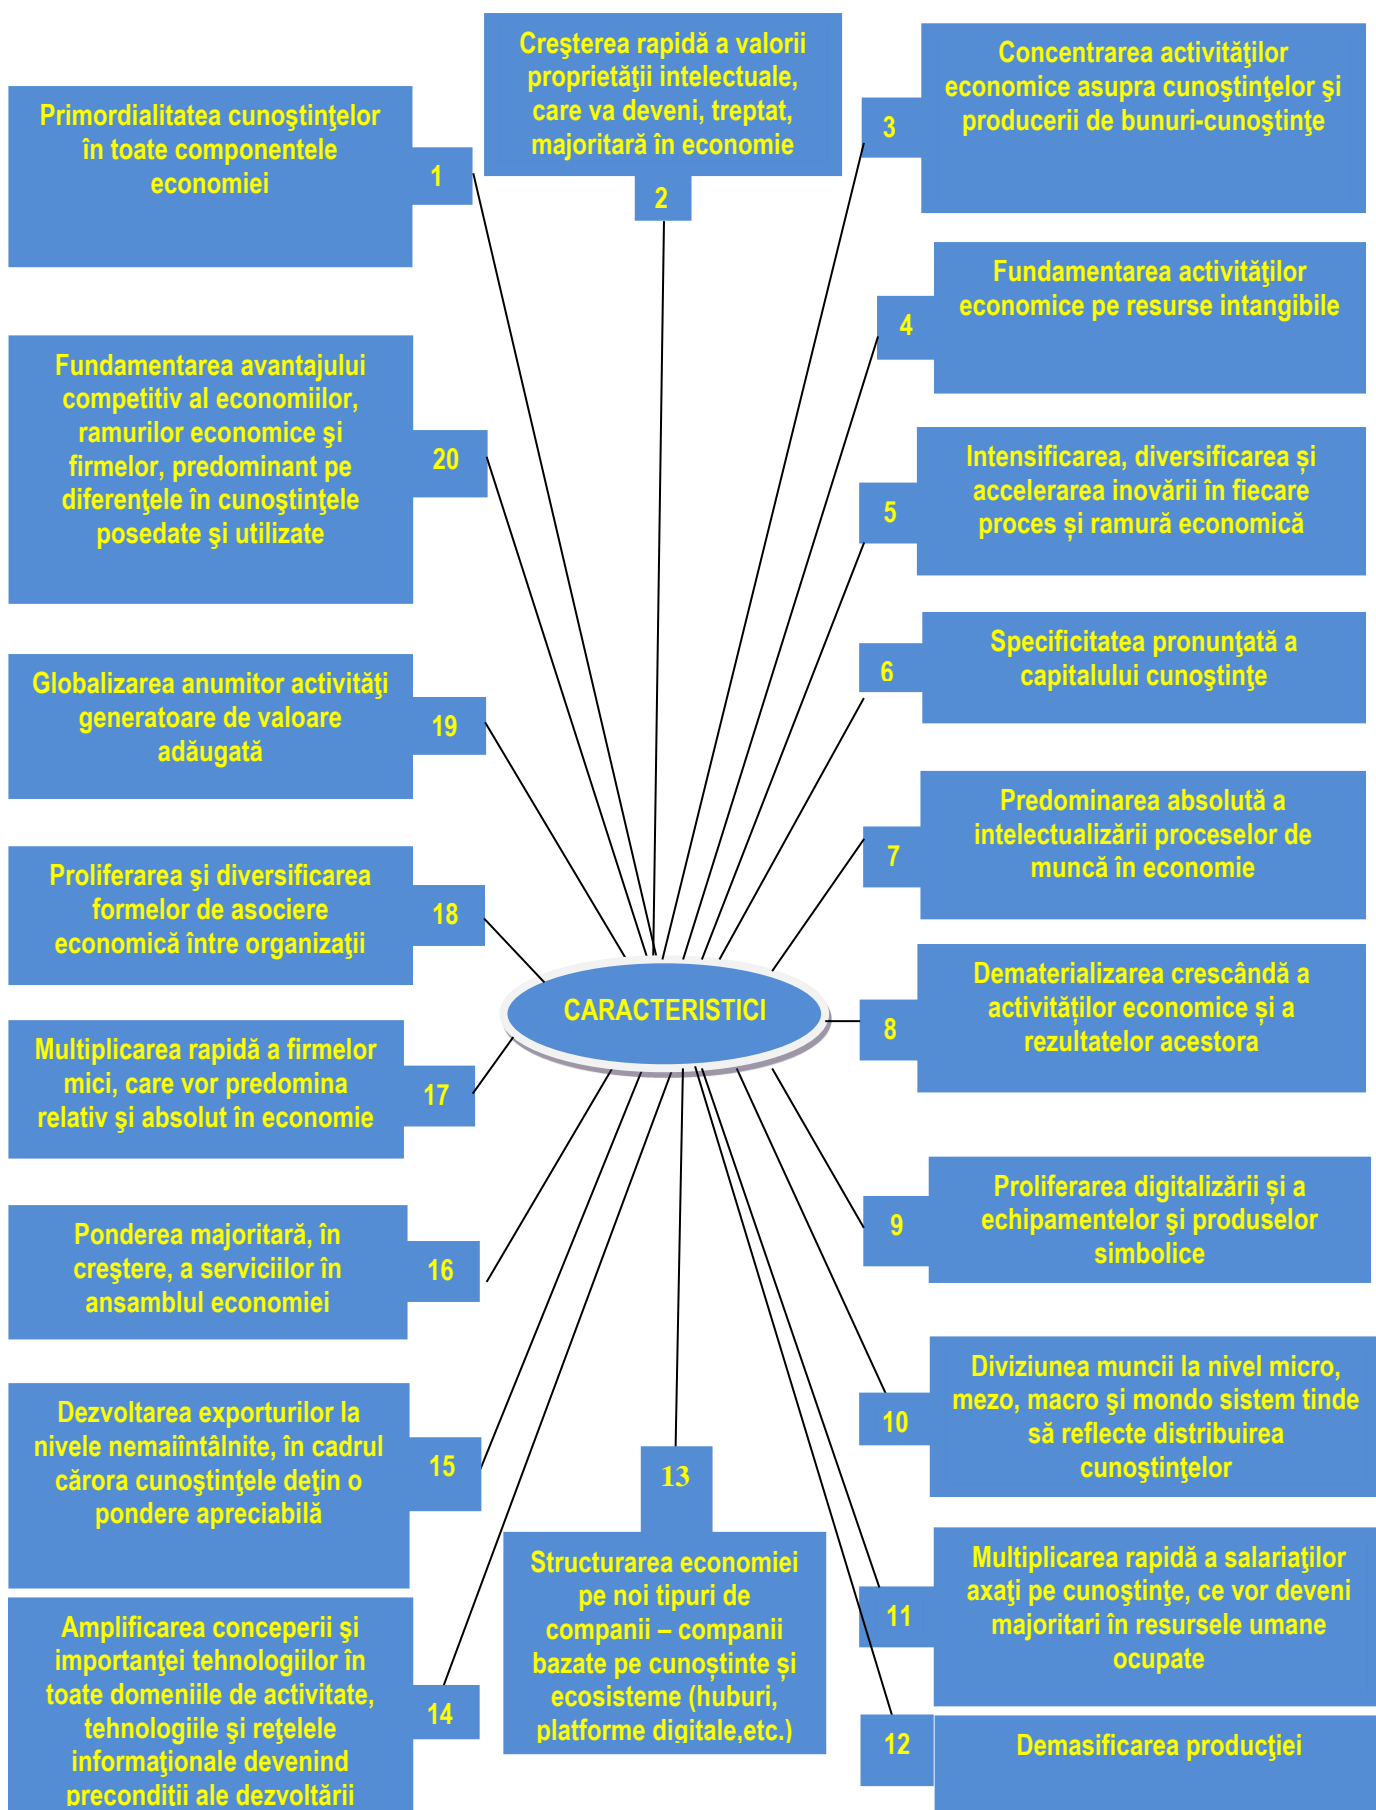 Primordialitatea cunoştinţelor
în toate componentele
economiei
1
Creşterea rapidă a valorii
proprietăţii intelectuale,
care va deveni, treptat,
majoritară în economie
2
Concentrarea activităţilor
economice asupra cunoştinţelor şi
producerii de bunuri-cunoştinţe
3
Fundamentarea activităţilor
economice pe resurse intangibile
4
Intensificarea, diversificarea și
accelerarea inovării în fiecare
proces și ramură economică
5
Specificitatea pronunţată a
capitalului cunoştinţe
6
Predominarea absolută a
intelectualizării proceselor de
muncă în economie
7
Dematerializarea crescândă a
activităților economice și a
rezultatelor acestora
8
Proliferarea digitalizării și a
echipamentelor şi produselor
simbolice
9
Diviziunea muncii la nivel micro,
mezo, macro şi mondo sistem tinde
să reflecte distribuirea
cunoştinţelor
10
Multiplicarea rapidă a salariaţilor
axaţi pe cunoştinţe, ce vor deveni
majoritari în resursele umane
ocupate
11
Demasificarea producţiei
12
13
Structurarea economiei
pe noi tipuri de
companii – companii
bazate pe cunoștinte și
ecosisteme (huburi,
platforme digitale,etc.)
Amplificarea conceperii şi
importanţei tehnologiilor în
toate domeniile de activitate,
tehnologiile şi reţelele
informaţionale devenind
precondiţii ale dezvoltării
14
Dezvoltarea exporturilor la
nivele nemaiîntâlnite, în cadrul
cărora cunoştinţele deţin o
pondere apreciabilă
15
Ponderea majoritară, în
creştere, a serviciilor în
ansamblul economiei
16
Multiplicarea rapidă a firmelor
mici, care vor predomina
relativ şi absolut în economie
17
Proliferarea şi diversificarea
formelor de asociere
economică între organizaţii
18
Globalizarea anumitor activităţi
generatoare de valoare
adăugată
19
Fundamentarea avantajului
competitiv al economiilor,
ramurilor economice şi
firmelor, predominant pe
diferenţele în cunoştinţele
posedate şi utilizate
20
CARACTERISTICI